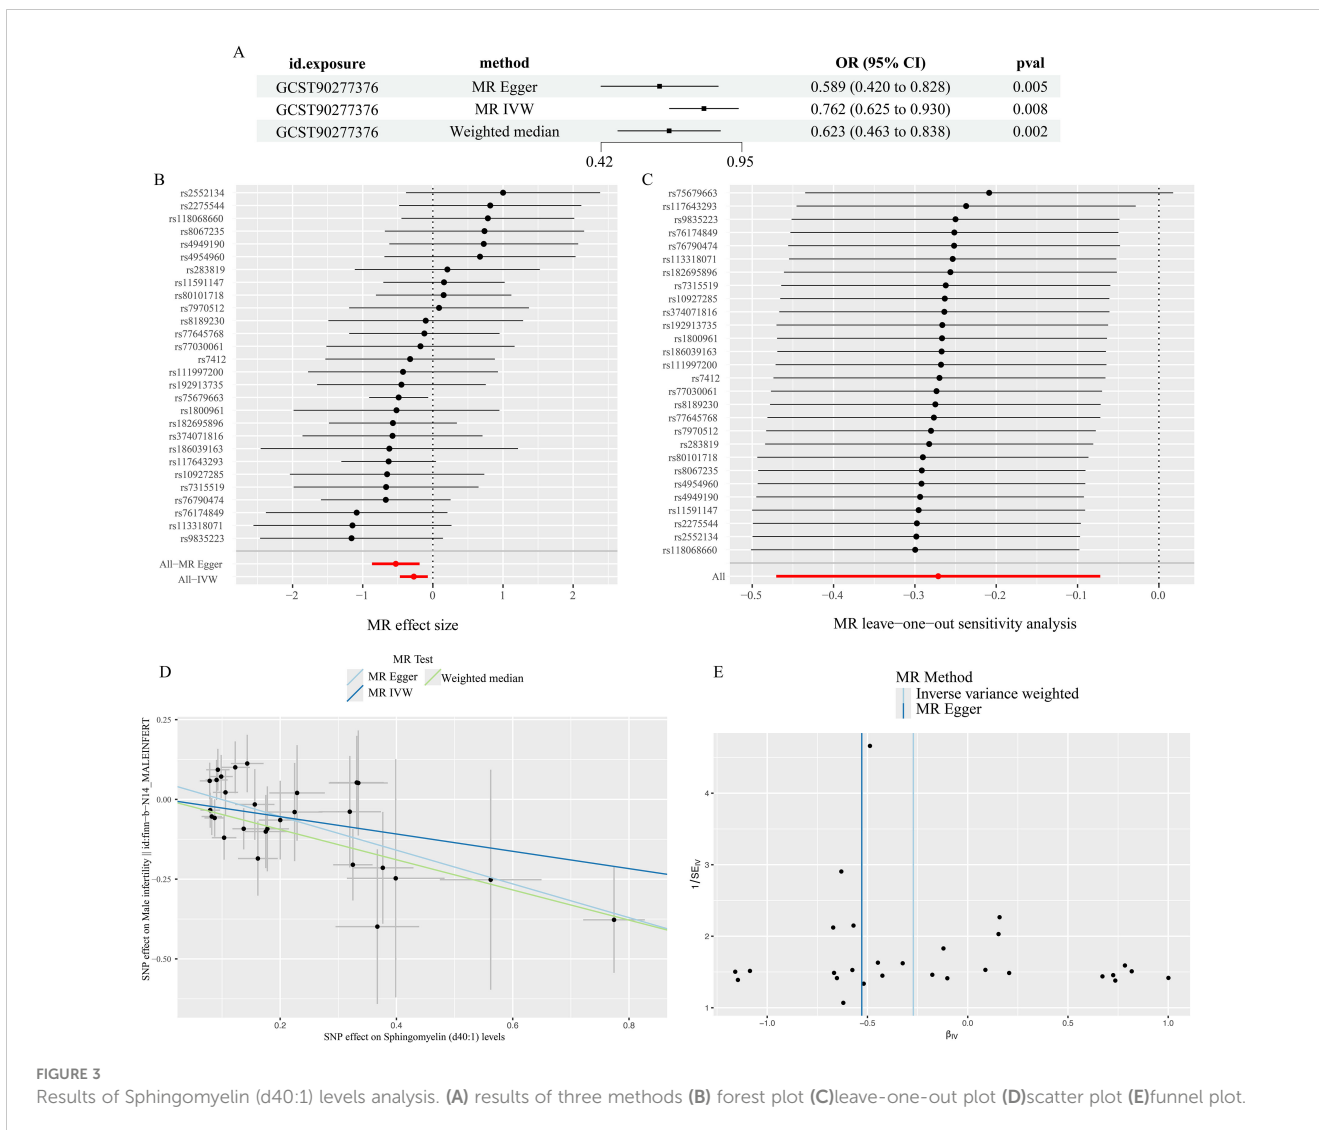 A
id.exposure method OR (95% CI) pval
GCST90277376 MR Egger 0.589 (0.420 to 0.828) 0.005
GCST90277376 MR IVW 0.762 (0.625 to 0.930) 0.008
GCST90277376 Weighted median 0.623 (0.463 to 0.838) 0.002
0.42 0.95
B
rs2552134
rs2275544
rs118068660
rs8067235
rs4949190
rs4954960
rs283819
rs11591147
rs80101718
rs7970512
rs8189230
rs77645768
rs77030061
rs7412
rs111997200
rs192913735
rs75679663
rs1800961
rs182695896
rs374071816
rs186039163
rs117643293
rs10927285
rs7315519
rs76790474
rs76174849
rs113318071
rs9835223
All−MR Egger
All−IVW
−2 −1 0 1 2
MR effect size
C
rs75679663
rs117643293
rs9835223
rs76174849
rs76790474
rs113318071
rs182695896
rs7315519
rs10927285
rs374071816
rs192913735
rs1800961
rs186039163
rs111997200
rs7412
rs77030061
rs8189230
rs77645768
rs7970512
rs283819
rs80101718
rs8067235
rs4954960
rs4949190
rs11591147
rs2275544
rs2552134
rs118068660
All
−0.5 −0.4 −0.3 −0.2 −0.1 0.0
MR leave−one−out sensitivity analysis
D
MR Test
MR Egger Weighted median
MR IVW
SNP effect on Male infertility || id:finn−b−N14_MALEINFERT
0.25
0.00
−0.25
−0.50
0.2 0.4 0.6 0.8
SNP effect on Sphingomyelin (d40:1) levels
E
MR Method
Inverse variance weighted
MR Egger
1/SEIV
4
3
2
1
−1.0 −0.5 0.0 0.5 1.0
βIV
FIGURE 3
Results of Sphingomyelin (d40:1) levels analysis. (A) results of three methods (B) forest plot (C)leave-one-out plot (D)scatter plot (E)funnel plot.